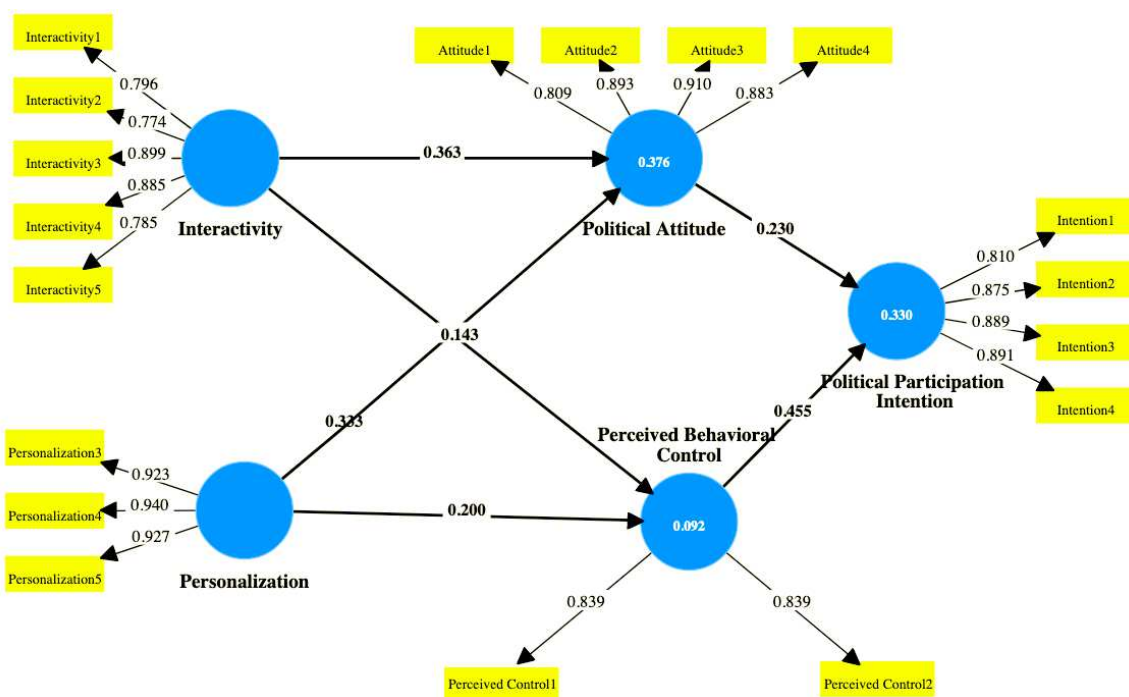 Interactivity1
Interactivity2
Interactivity3
Interactivity4
Interactivity5
0.796
0.774
0.899
0.885
0.785
Interactivity
Attitude1
Attitude2
Attitude3
Attitude4
0.809
0.893
0.910
0.883
0.363
0.376
Political Attitude
0.230
0.143
0.333
Intention1
Intention2
Intention3
Intention4
0.810
0.875
0.889
0.891
0.330
Political Participation
Intention
0.455
Personalization3
Personalization4
Personalization5
0.923
0.940
0.927
Personalization
0.200
Perceived Behavioral
Control
0.092
0.839
0.839
Perceived Control1
Perceived Control2